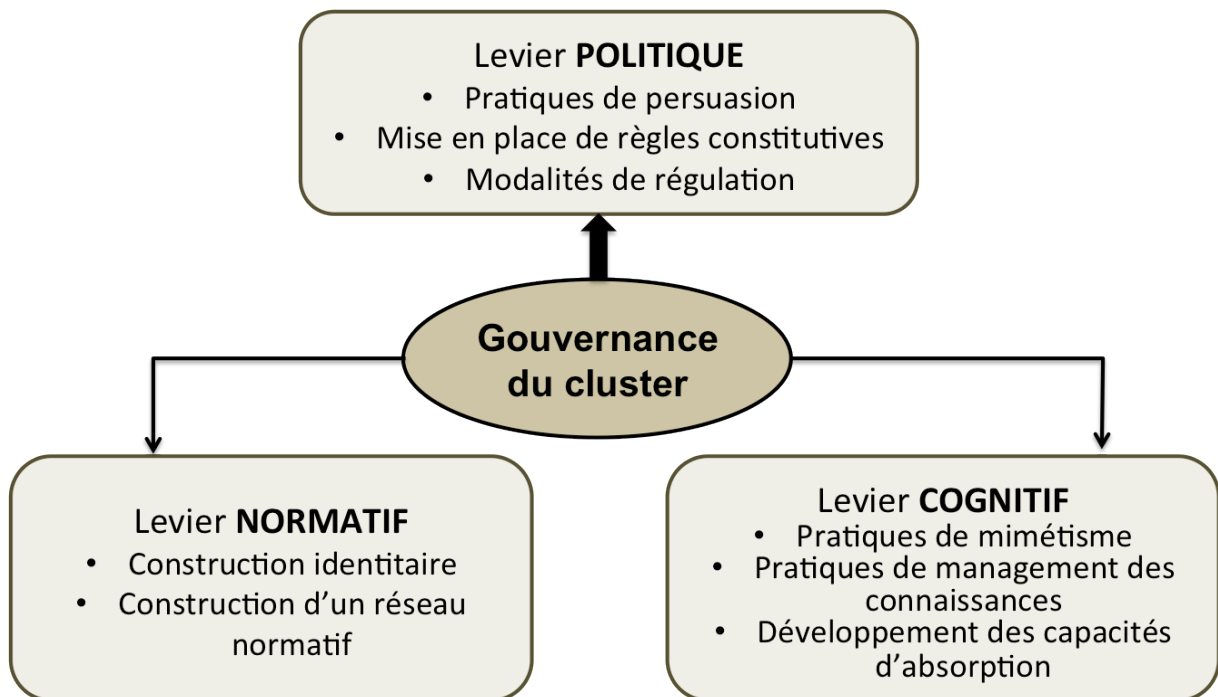 Levier POLITIQUE
• Pratiques de persuasion
• Mise en place de règles constitutives
• Modalités de régulation
Gouvernance
du cluster
Levier NORMATIF
• Construction identitaire
• Construction d'un réseau
normatif
Levier COGNITIF
• Pratiques de mimétisme
• Pratiques de management des
connaissances
• Développement des capacités
d'absorption